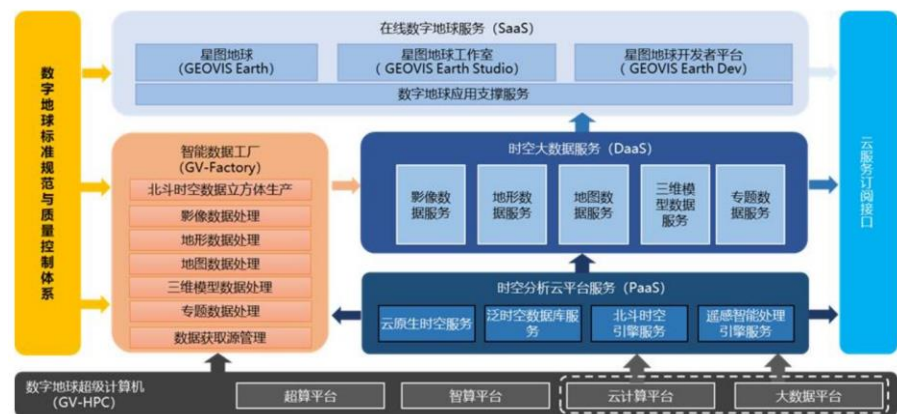 数字地球标准规范与质量控制体系
在线数字地球服务（SaaS）
星图地球
(GEOVIS Earth)
星图地球工作室
( GEOVIS Earth Studio)
星图地球开发者平台
( GEOVIS Earth Dev)
数字地球应用支撑服务
智能数据工厂
(GV-Factory)
北斗时空数据立方体生产
影像数据处理
地形数据处理
地图数据处理
三维模型数据处理
专题数据处理
数据获取源管理
时空大数据服务（DaaS）
影像数
据服务
地形数
据服务
地图数
据服务
三维模
型数据
服务
专题数
据服务
时空分析云平台服务（PaaS）
云原生时空服务
泛时空数据库服
务
北斗时空
引擎服务
遥感智能处理
引擎服务
云服务订阅接口
数字地球超级计算机
(GV-HPC)
超算平台
智算平台
云计算平台
大数据平台